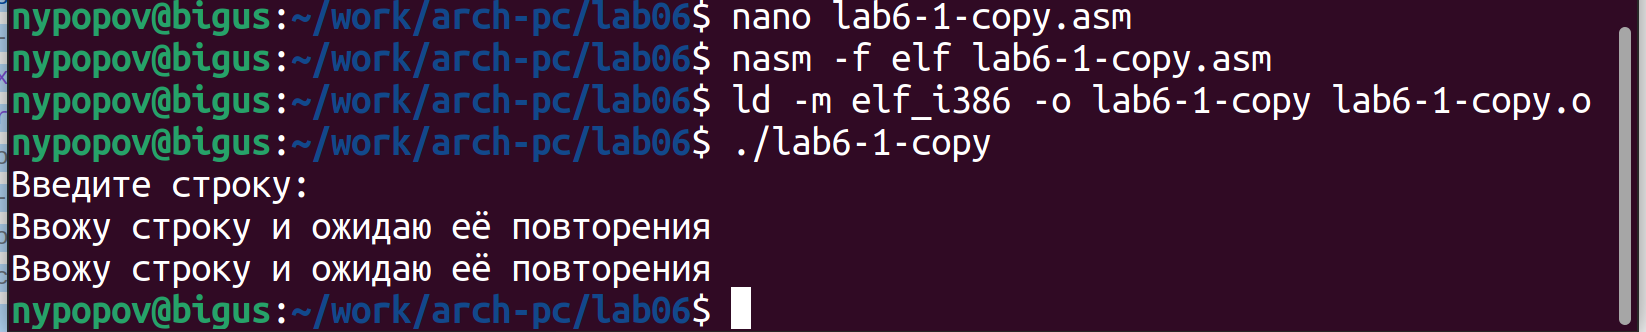 nypopov@bigus:~/work/arch-pc/lab06$ nano lab6-1-copy.asm
nypopov@bigus:~/work/arch-pc/lab06$ nasm -f elf lab6-1-copy.asm
nypopov@bigus:~/work/arch-pc/lab06$ ld -m elf_i386 -o lab6-1-copy lab6-1-copy.o
nypopov@bigus:~/work/arch-pc/lab06$ ./lab6-1-copy
Введите строку:
Ввожу строку и ожидаю её повторения
Ввожу строку и ожидаю её повторения
nypopov@bigus:~/work/arch-pc/lab06$